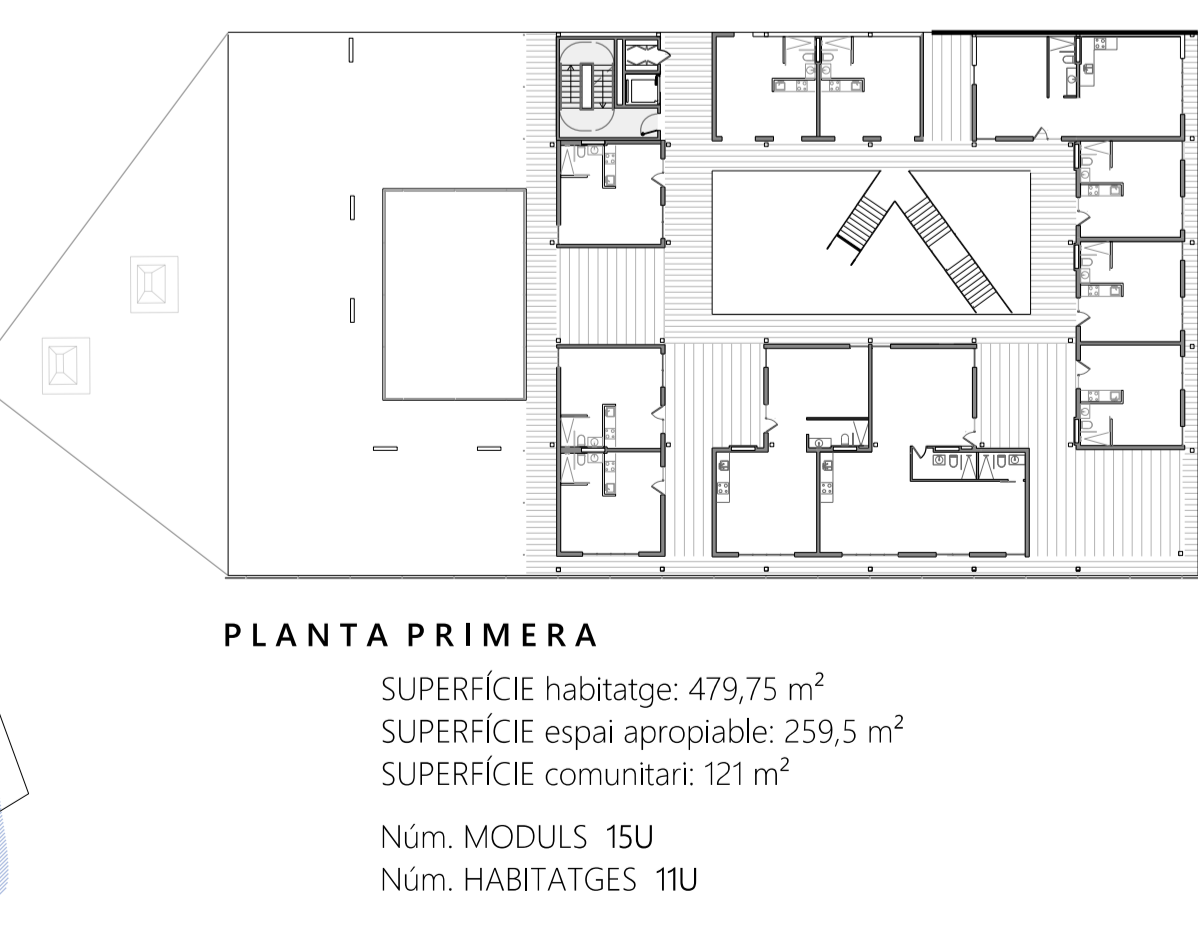 PLANTA PRIMERA
SUPERFÍCIE habitatge: 479,75 m²
SUPERFÍCIE espai apropiable: 259,5 m²
SUPERFÍCIE comunitari: 121 m²
Núm. MODULS 15U
Núm. HABITATGES 11U